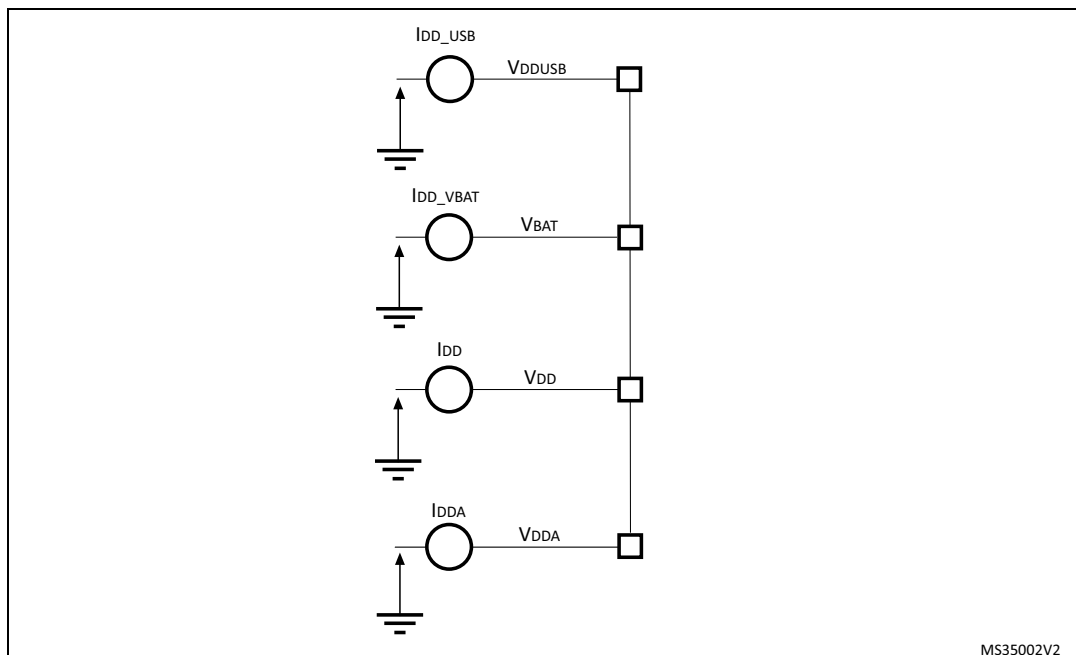 IDD_USB
VDDUSB
IDD_VBAT
VBAT
IDD
VDD
IDDA
VDDA
MS35002V2